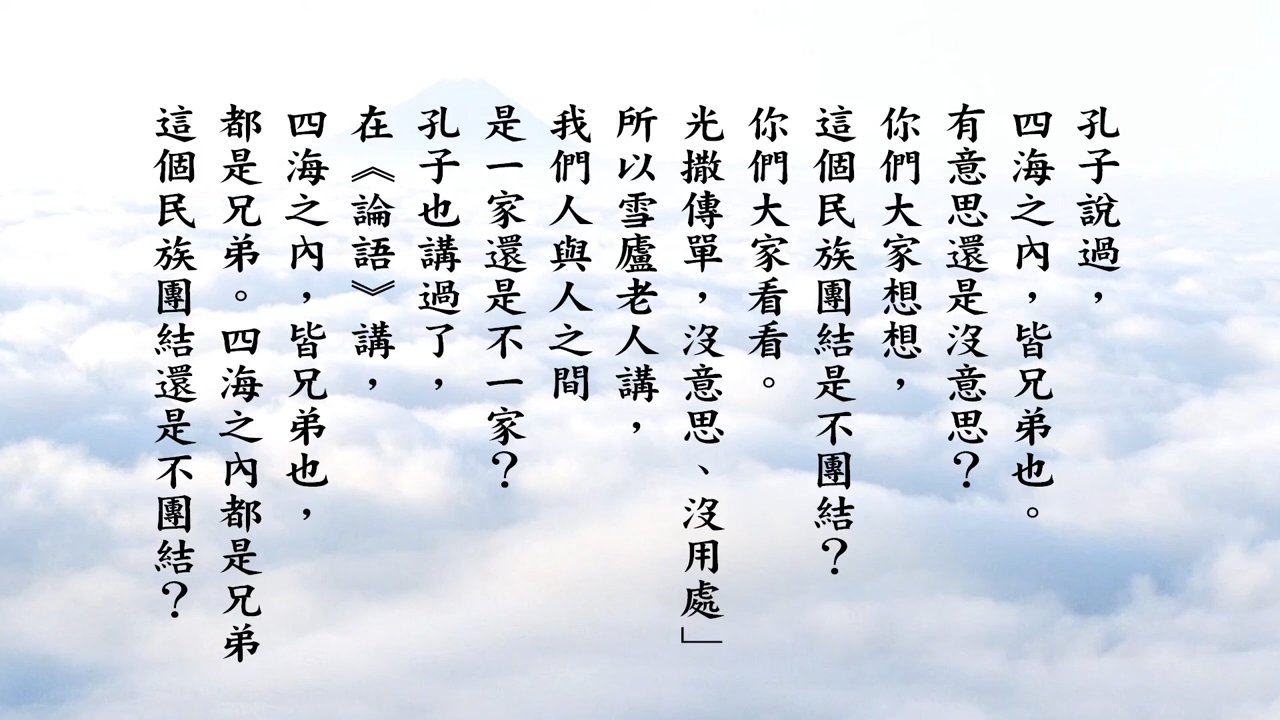 孔子說過，
四海之內，皆兄弟也。
有意思還是沒意思？
你們大家想想，
這個民族團結是不團結？
你們大家看看。
光撒傳單，沒意思、沒用處」
所以雪廬老人講，
我們人與人之間
是一家還是不一家？
孔子也講過了，
在《論語》講，
四海之內，皆兄弟也，
都是兄弟。四海之內都是兄弟
這個民族團結還是不團結？